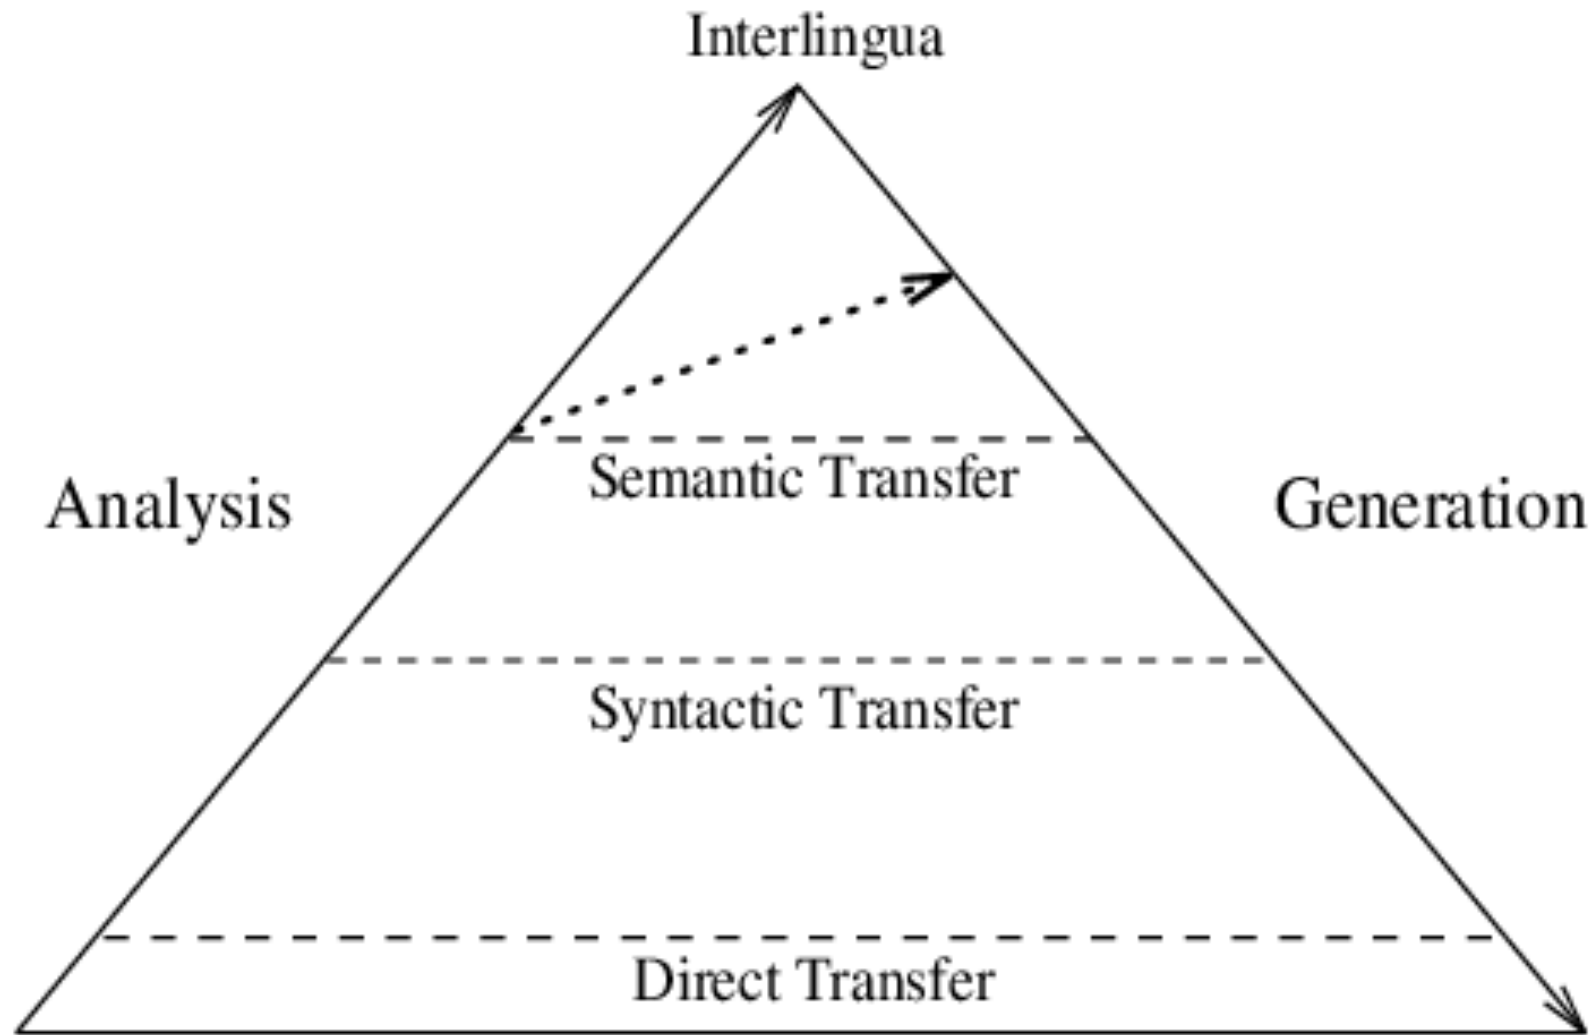 Interlingua
Semantic Transfer
Analysis
Generation
Syntactic Transfer
Direct Transfer